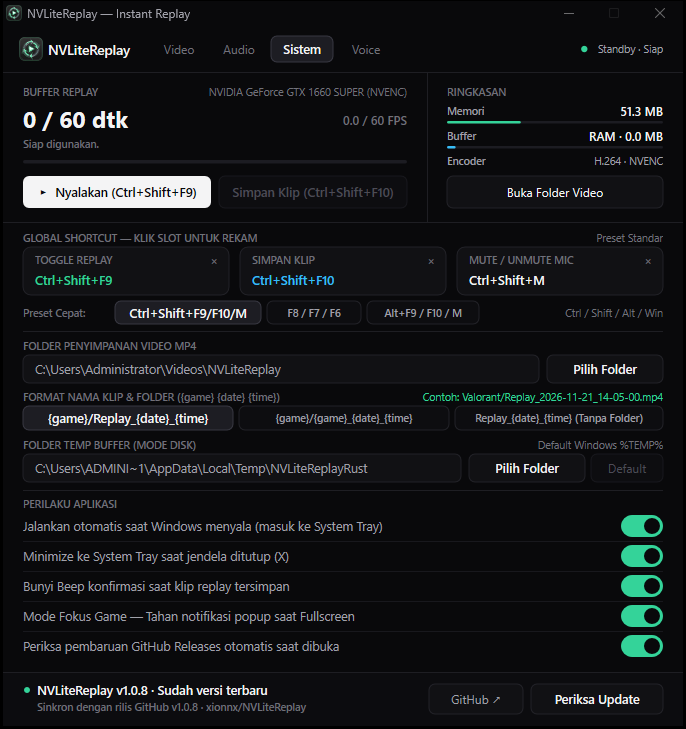 NVLiteReplay — Instant Replay
NVLiteReplay Video Audio Sistem Voice Standby · Siap
BUFFER REPLAY NVIDIA GeForce GTX 1660 SUPER (NVENC)
0 / 60 dtk 0.0 / 60 FPS
Siap digunakan.
Nyalakan (Ctrl+Shift+F9) Simpan Klip (Ctrl+Shift+F10)
RINGKASAN
Memori 51.3 MB
Buffer RAM · 0.0 MB
Encoder H.264 · NVENC
Buka Folder Video
GLOBAL SHORTCUT — KLIK SLOT UNTUK REKAM Preset Standar
TOGGLE REPLAY ×
Ctrl+Shift+F9
SIMPAN KLIP ×
Ctrl+Shift+F10
MUTE / UNMUTE MIC ×
Ctrl+Shift+M
Preset Cepat: Ctrl+Shift+F9/F10/M F8 / F7 / F6 Alt+F9 / F10 / M Ctrl / Shift / Alt / Win
FOLDER PENYIMPANAN VIDEO MP4
C:\Users\Administrator\Videos\NVLiteReplay Pilih Folder
FORMAT NAMA KLIP & FOLDER ({game} {date} {time}) Contoh: Valorant/Replay_2026-11-21_14-05-00.mp4
{game}/Replay_{date}_{time} {game}/{game}_{date}_{time} Replay_{date}_{time} (Tanpa Folder)
FOLDER TEMP BUFFER (MODE DISK) Default Windows %TEMP%
C:\Users\ADMINI~1\AppData\Local\Temp\NVLiteReplayRust Pilih Folder Default
PERILAKU APLIKASI
Jalankan otomatis saat Windows menyala (masuk ke System Tray)
Minimize ke System Tray saat jendela ditutup (X)
Bunyi Beep konfirmasi saat klip replay tersimpan
Mode Fokus Game — Tahan notifikasi popup saat Fullscreen
Periksa pembaruan GitHub Releases otomatis saat dibuka
NVLiteReplay v1.0.8 · Sudah versi terbaru
Sinkron dengan rilis GitHub v1.0.8 · xionnx/NVLiteReplay
GitHub ↗ Periksa Update